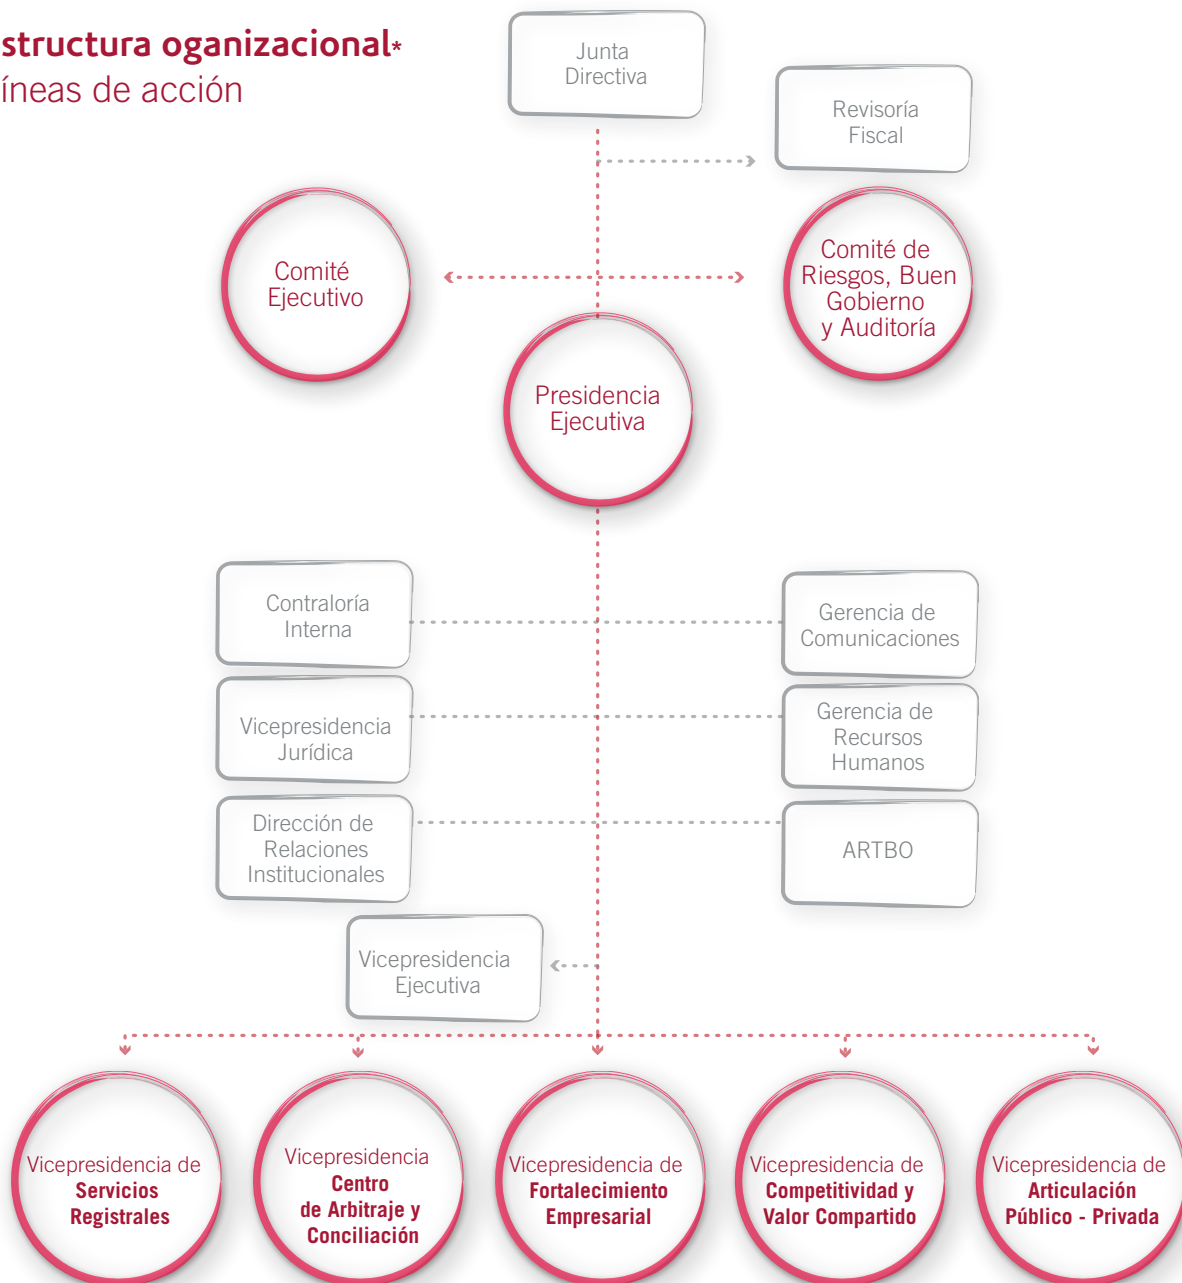 structura oganizacional*
íneas de acción
Junta
Directiva
Revisoría
Fiscal
Comité
Ejecutivo
Comité de
Riesgos, Buen
Gobierno
y Auditoría
Presidencia
Ejecutiva
Contraloría
Interna
Gerencia de
Comunicaciones
Vicepresidencia
Jurídica
Gerencia de
Recursos
Humanos
Dirección de
Relaciones
Institucionales
ARTBO
Vicepresidencia
Ejecutiva
Vicepresidencia de
Servicios
Registrales
Vicepresidencia
Centro
de Arbitraje y
Conciliación
Vicepresidencia de
Fortalecimiento
Empresarial
Vicepresidencia de
Competitividad y
Valor Compartido
Vicepresidencia de
Articulación
Público - Privada